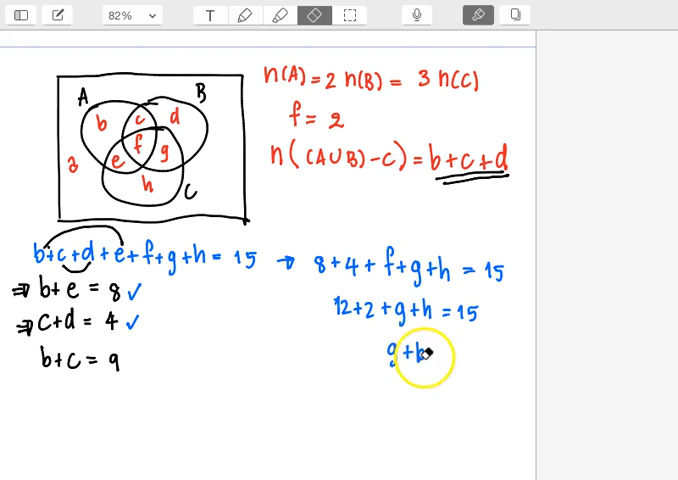 82%
T
n(A) = 2 n(B) = 3 n(C)
f = 2
n((A∪B)-C) = b+c+d
A
B
b
c
d
f
a
e
g
h
C
b+c+d+e+f+g+h = 15 → 8+4+f+g+h = 15
⇒ b+e = 8 ✓
12+2+g+h = 15
⇒ c+d = 4 ✓
b+c = 9
g+h